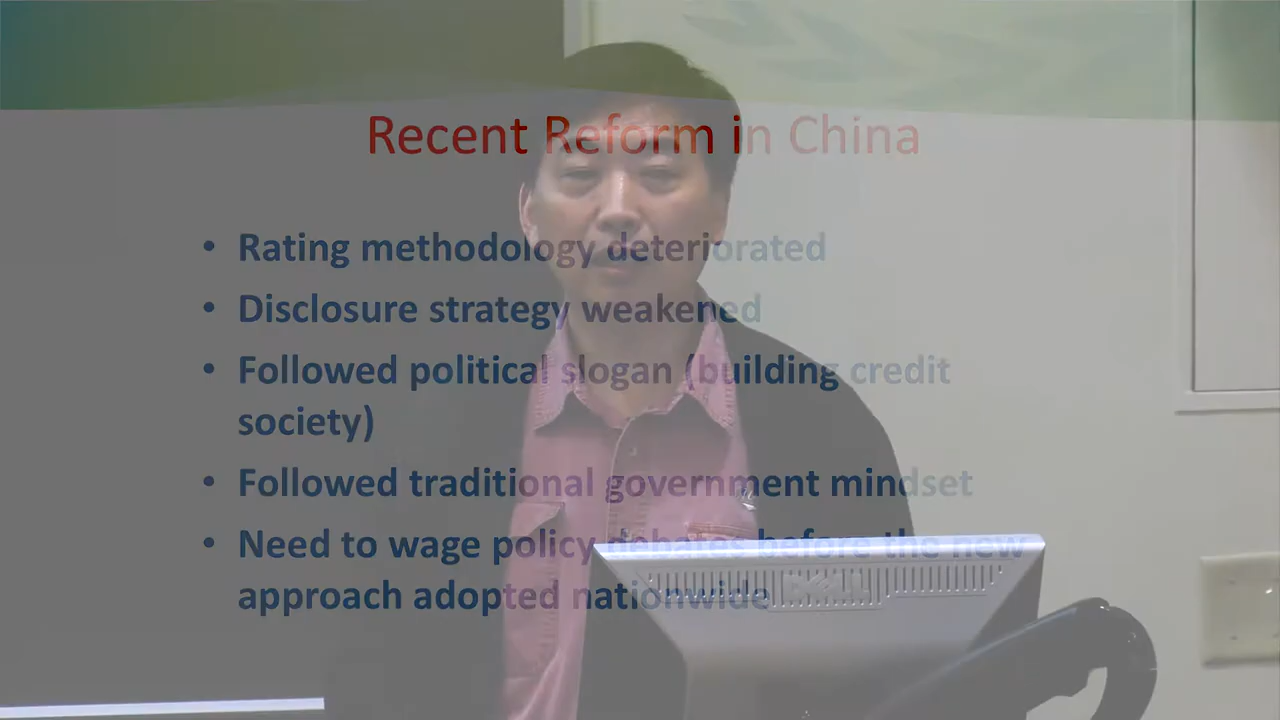 Recent Reform in China
• Rating methodology deteriorated
• Disclosure strategy weakened
• Followed political slogan (building credit
society)
• Followed traditional government mindset
• Need to wage policy debates before the new
approach adopted nationwide
DELL